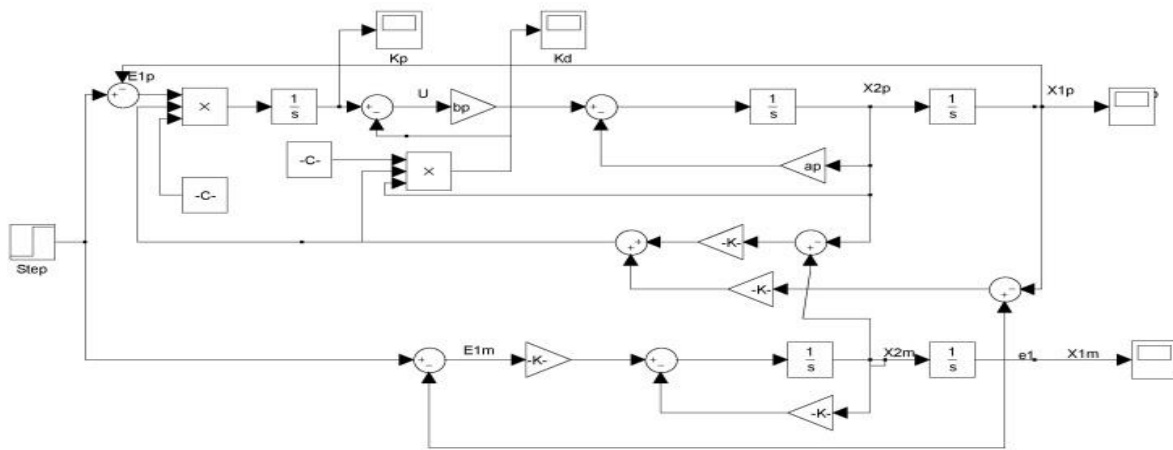 Kp
Kd
E1p
×
1
s
+
−
U
bp
+
−
1
s
X2p
1
s
X1p
-C-
×
ap
-C-
Step
+
+
-K-
+
−
-K-
+
−
+
−
E1m
-K-
+
−
1
s
X2m
1
s
e1
X1m
-K-